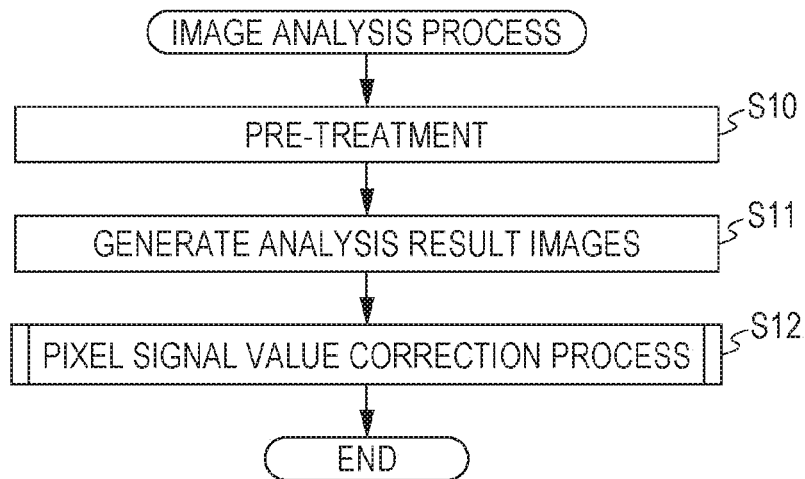 IMAGE ANALYSIS PROCESS
S10
PRE-TREATMENT
S11
GENERATE ANALYSIS RESULT IMAGES
S12
PIXEL SIGNAL VALUE CORRECTION PROCESS
END